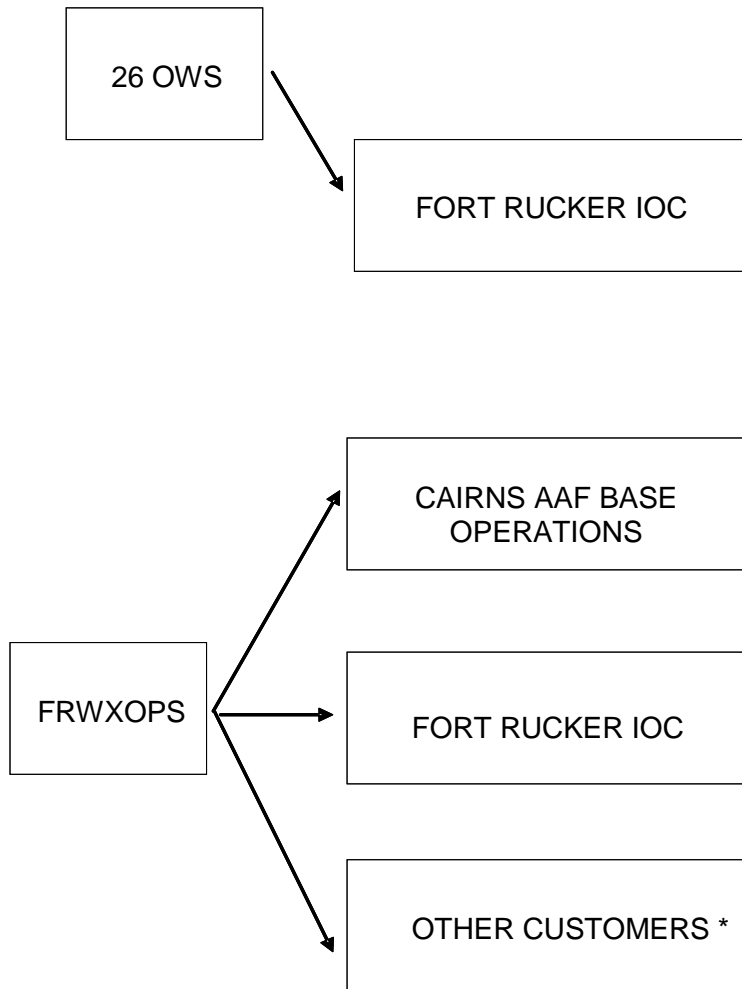 26 OWS
FORT RUCKER IOC
CAIRNS AAF BASE
OPERATIONS
FRWXOPS
FORT RUCKER IOC
OTHER CUSTOMERS *